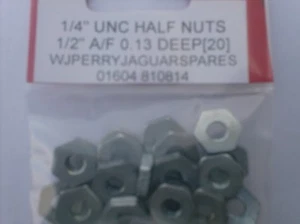 1/4" UNC HALF NUTS
1/2" A/F 0.13 DEEP[20]
WJPERRYJAGUARSPARES
01604 810814